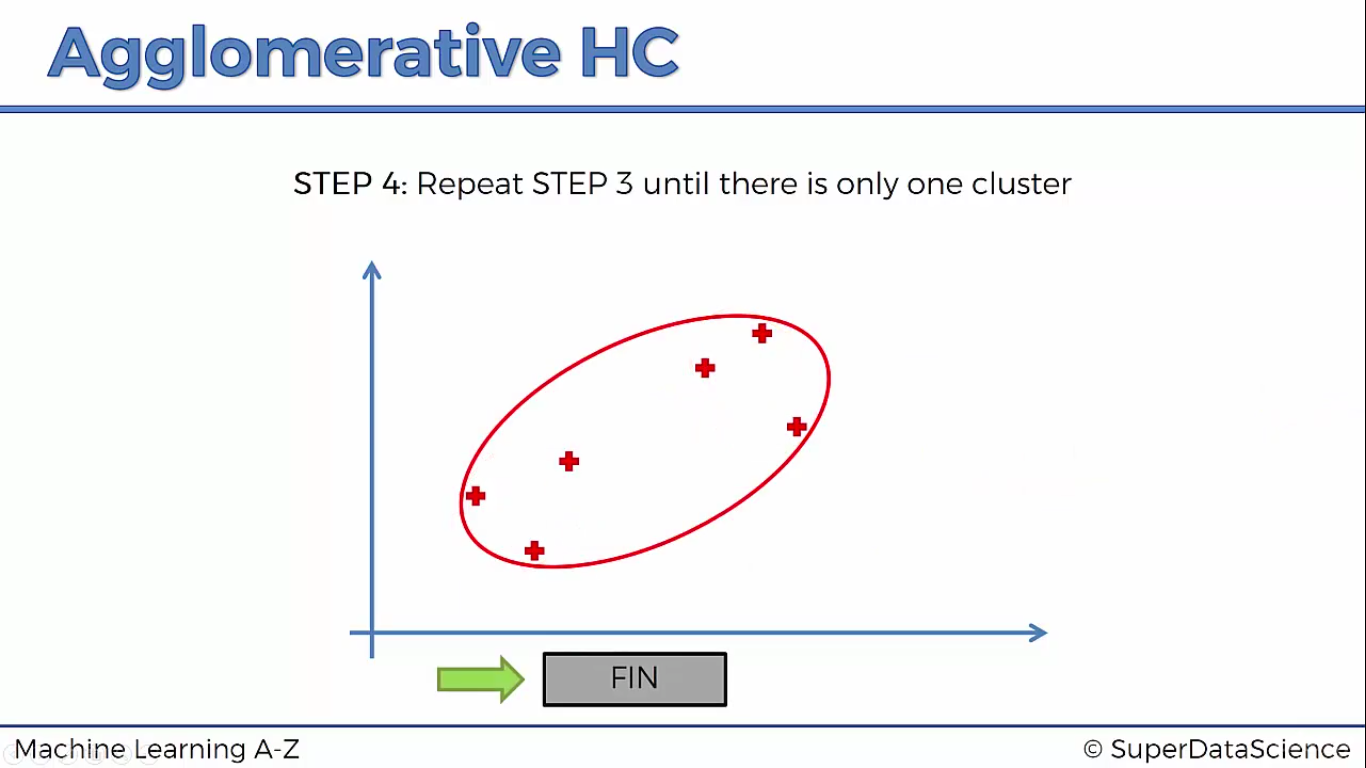 Agglomerative HC
STEP 4: Repeat STEP 3 until there is only one cluster
FIN
Machine Learning A-Z
© SuperDataScience